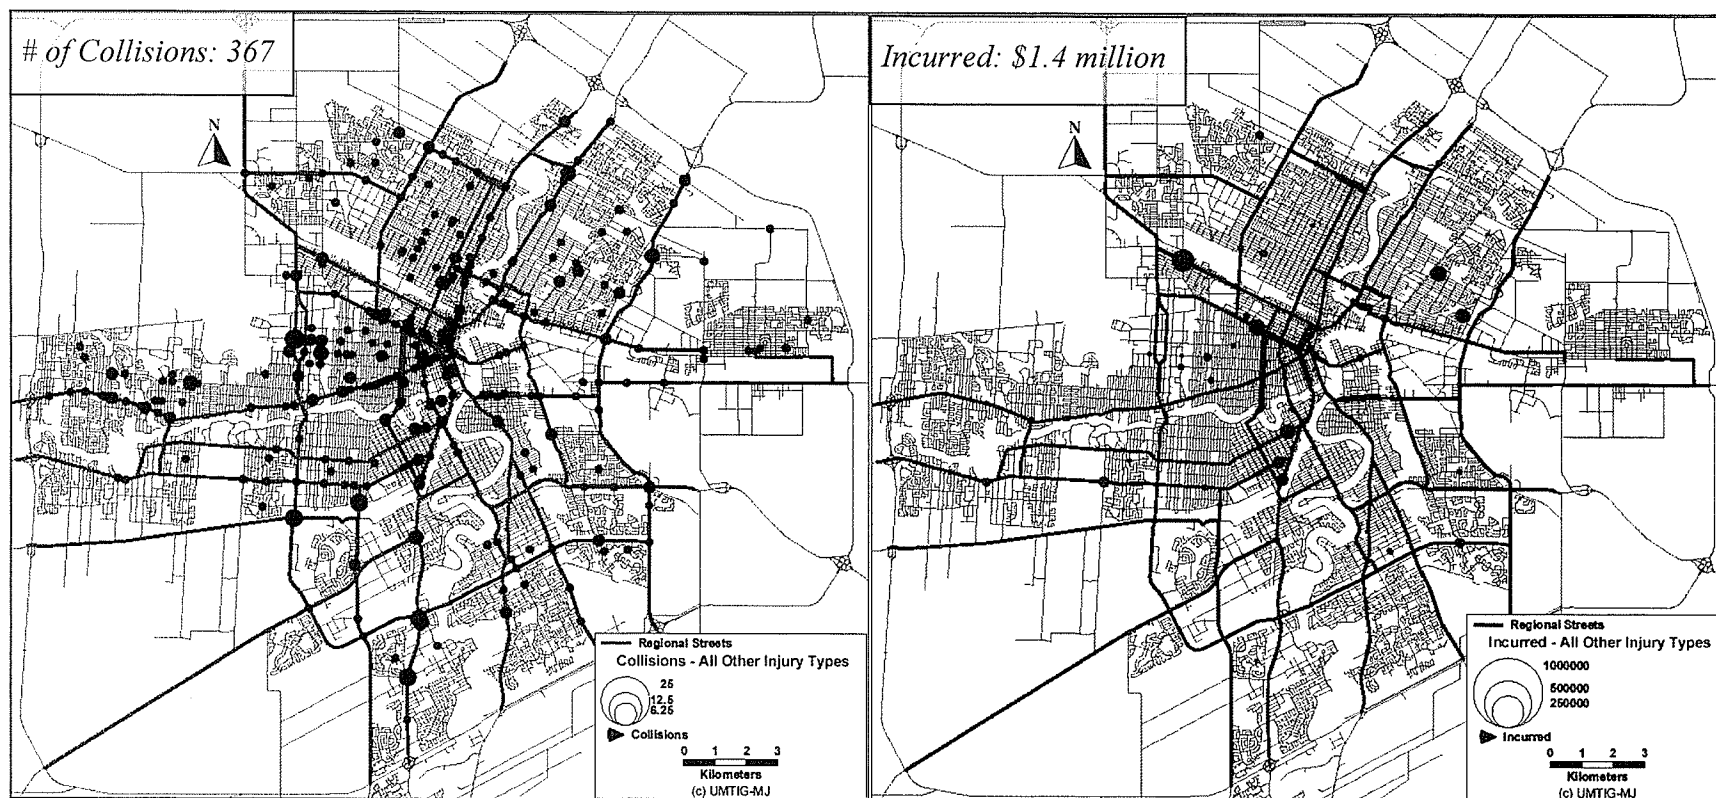 # of Collisions: 367
N
Regional Streets
Collisions - All Other Injury Types
25
12.5
6.25
Collisions
0 1 2 3
Kilometers
(c) UMTIG-MJ
Incurred: $1.4 million
N
Regional Streets
Incurred - All Other Injury Types
1000000
500000
250000
Incurred
0 1 2 3
Kilometers
(c) UMTIG-MJ